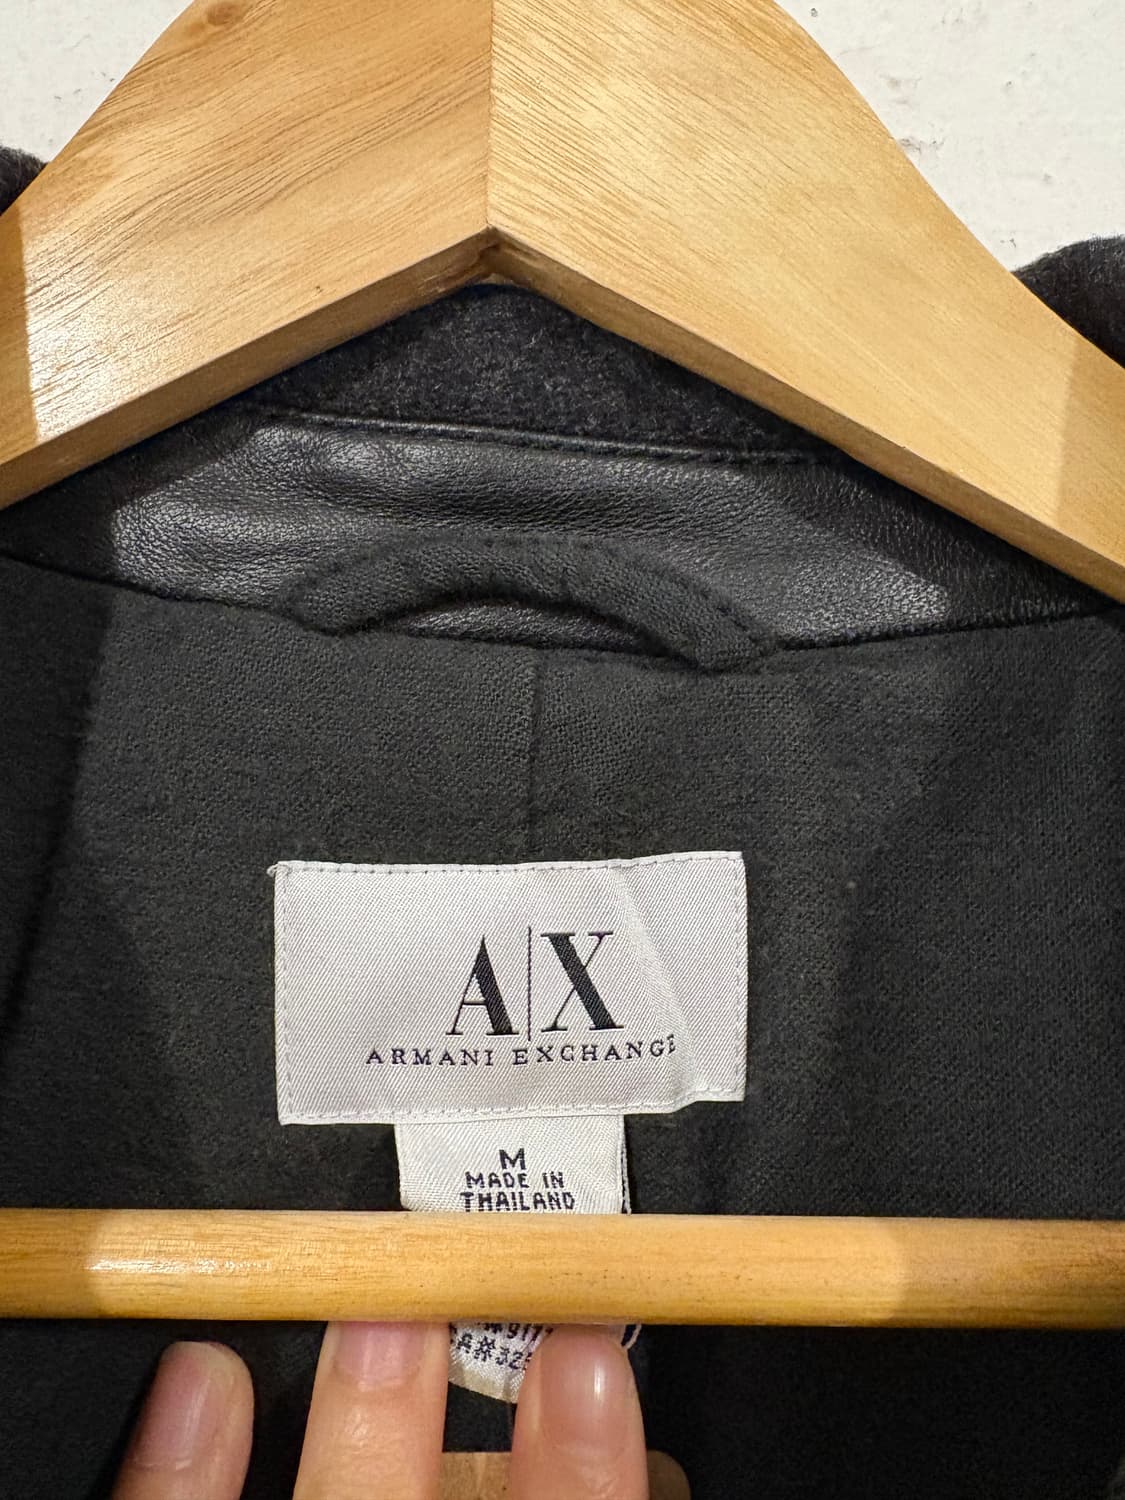 A|X
ARMANI EXCHANGE
M
MADE IN
THAILAND